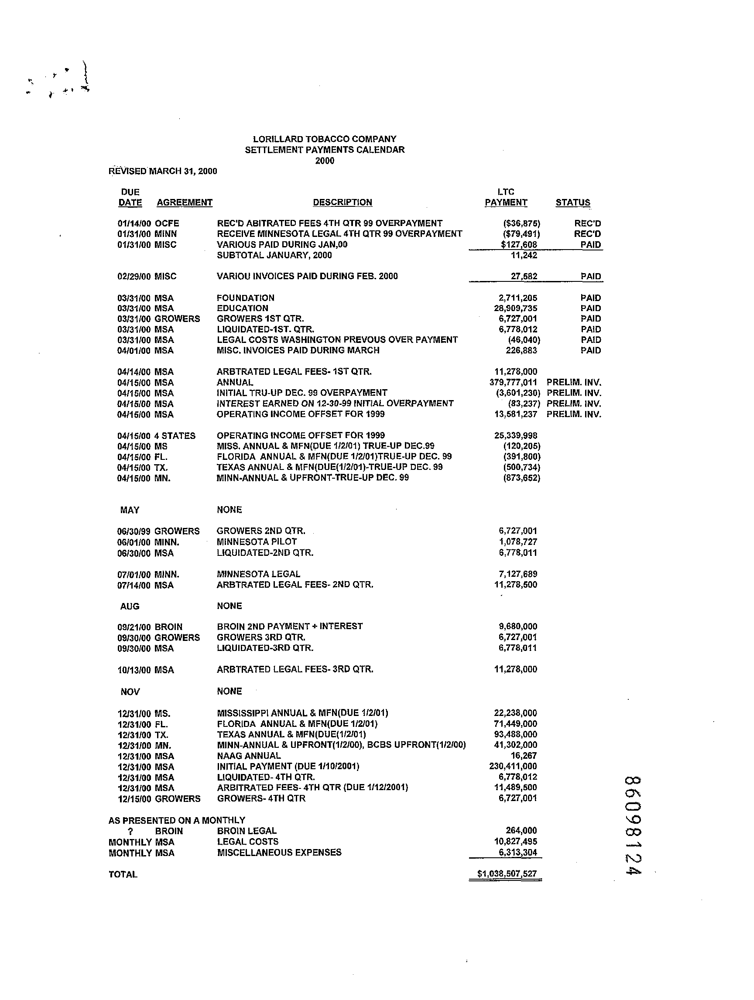 LORILLARD TOBACCO COMPANY
SETTLEMENT PAYMENTS CALENDAR
2000
REVISED MARCH 31, 2000
DUE LTC
DATE AGREEMENT DESCRIPTION PAYMENT STATUS
01/14/00 OCFE REC'D ABITRATED FEES 4TH QTR 99 OVERPAYMENT ($36,875) REC'D
01/31/00 MINN RECEIVE MINNESOTA LEGAL 4TH QTR 99 OVERPAYMENT ($79,491) REC'D
01/31/00 MISC VARIOUS PAID DURING JAN,00 $127,608 PAID
SUBTOTAL JANUARY, 2000 11,242
02/29/00 MISC VARIOU INVOICES PAID DURING FEB. 2000 27,582 PAID
03/31/00 MSA FOUNDATION 2,711,205 PAID
03/31/00 MSA EDUCATION 28,909,735 PAID
03/31/00 GROWERS GROWERS 1ST QTR. 6,727,001 PAID
03/31/00 MSA LIQUIDATED-1ST. QTR. 6,778,012 PAID
03/31/00 MSA LEGAL COSTS WASHINGTON PREVOUS OVER PAYMENT (46,040) PAID
04/01/00 MSA MISC. INVOICES PAID DURING MARCH 226,883 PAID
04/14/00 MSA ARBTRATED LEGAL FEES- 1ST QTR. 11,278,000
04/15/00 MSA ANNUAL 379,777,011 PRELIM. INV.
04/15/00 MSA INITIAL TRU-UP DEC. 99 OVERPAYMENT (3,601,230) PRELIM. INV.
04/15/00 MSA INTEREST EARNED ON 12-30-99 INITIAL OVERPAYMENT (83,237) PRELIM. INV.
04/15/00 MSA OPERATING INCOME OFFSET FOR 1999 13,581,237 PRELIM. INV.
04/15/00 4 STATES OPERATING INCOME OFFSET FOR 1999 25,339,998
04/15/00 MS MISS. ANNUAL & MFN(DUE 1/2/01) TRUE-UP DEC.99 (120,205)
04/15/00 FL. FLORIDA ANNUAL & MFN(DUE 1/2/01)TRUE-UP DEC. 99 (391,800)
04/15/00 TX. TEXAS ANNUAL & MFN(DUE(1/2/01)-TRUE-UP DEC. 99 (500,734)
04/15/00 MN. MINN-ANNUAL & UPFRONT-TRUE-UP DEC. 99 (873,652)
MAY NONE
06/30/99 GROWERS GROWERS 2ND QTR. 6,727,001
06/01/00 MINN. MINNESOTA PILOT 1,078,727
06/30/00 MSA LIQUIDATED-2ND QTR. 6,778,011
07/01/00 MINN. MINNESOTA LEGAL 7,127,689
07/14/00 MSA ARBTRATED LEGAL FEES- 2ND QTR. 11,278,500
AUG NONE
09/21/00 BROIN BROIN 2ND PAYMENT + INTEREST 9,680,000
09/30/00 GROWERS GROWERS 3RD QTR. 6,727,001
09/30/00 MSA LIQUIDATED-3RD QTR. 6,778,011
10/13/00 MSA ARBTRATED LEGAL FEES- 3RD QTR. 11,278,000
NOV NONE
12/31/00 MS. MISSISSIPPI ANNUAL & MFN(DUE 1/2/01) 22,238,000
12/31/00 FL. FLORIDA ANNUAL & MFN(DUE 1/2/01) 71,449,000
12/31/00 TX. TEXAS ANNUAL & MFN(DUE(1/2/01) 93,488,000
12/31/00 MN. MINN-ANNUAL & UPFRONT(1/2/00), BCBS UPFRONT(1/2/00) 41,302,000
12/31/00 MSA NAAG ANNUAL 16,267
12/31/00 MSA INITIAL PAYMENT (DUE 1/10/2001) 230,411,000
12/31/00 MSA LIQUIDATED- 4TH QTR. 6,778,012
12/31/00 MSA ARBITRATED FEES- 4TH QTR (DUE 1/12/2001) 11,489,500
12/15/00 GROWERS GROWERS- 4TH QTR 6,727,001
AS PRESENTED ON A MONTHLY
? BROIN BROIN LEGAL 264,000
MONTHLY MSA LEGAL COSTS 10,827,495
MONTHLY MSA MISCELLANEOUS EXPENSES 6,313,304
TOTAL $1,038,507,527
86098124